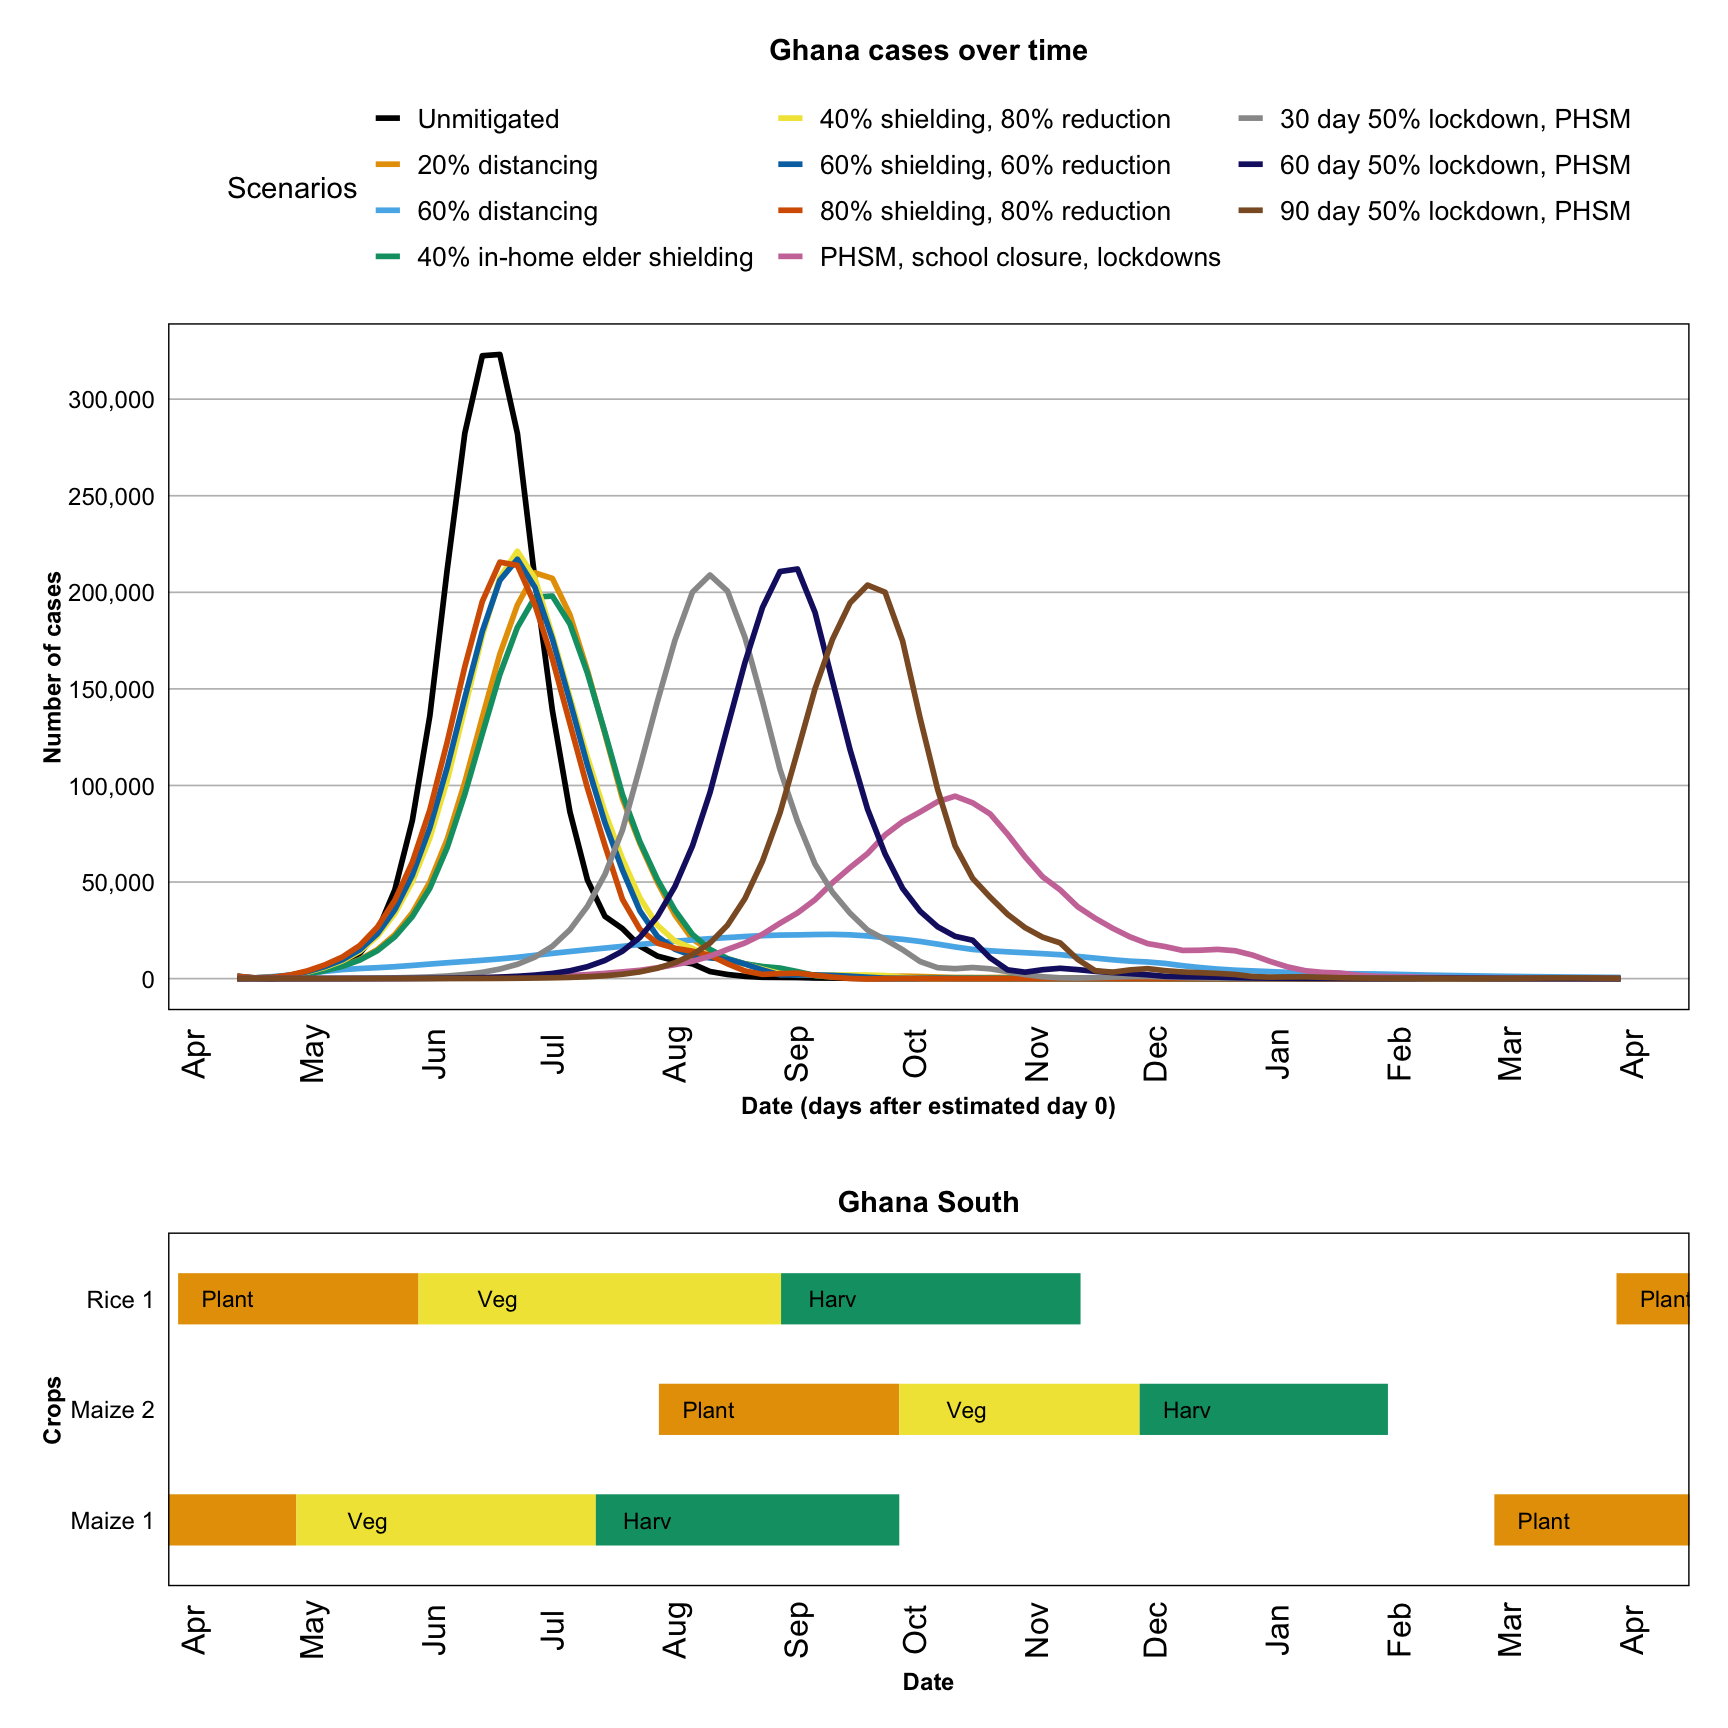 Ghana cases over time
Scenarios
Unmitigated
20% distancing
60% distancing
40% in-home elder shielding
40% shielding, 80% reduction
60% shielding, 60% reduction
80% shielding, 80% reduction
PHSM, school closure, lockdowns
30 day 50% lockdown, PHSM
60 day 50% lockdown, PHSM
90 day 50% lockdown, PHSM
Number of cases
300,000
250,000
200,000
150,000
100,000
50,000
0
Apr May Jun Jul Aug Sep Oct Nov Dec Jan Feb Mar Apr
Date (days after estimated day 0)
Ghana South
Crops
Rice 1 Plant Veg Harv Plant
Maize 2 Plant Veg Harv
Maize 1 Veg Harv Plant
Apr May Jun Jul Aug Sep Oct Nov Dec Jan Feb Mar Apr
Date